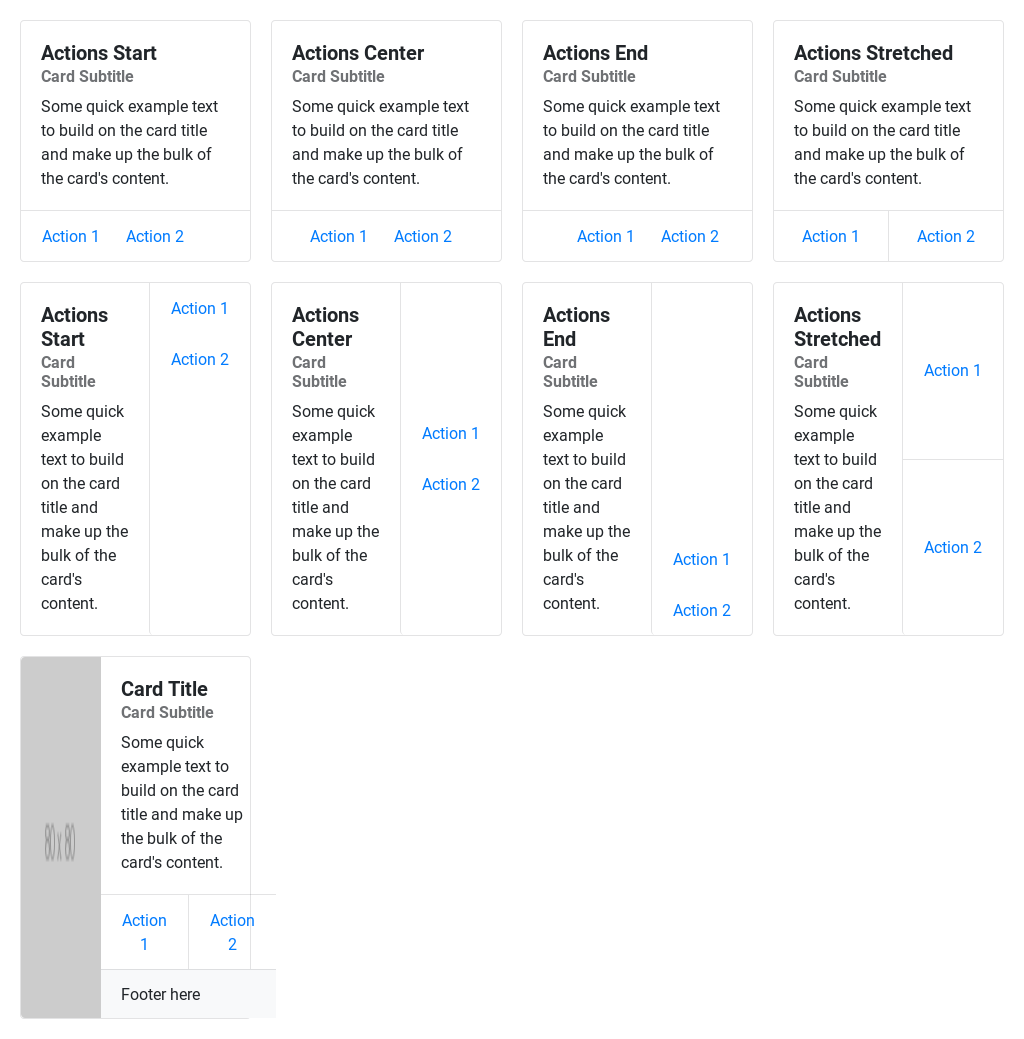 Actions Start
Card Subtitle
Some quick example text
to build on the card title
and make up the bulk of
the card's content.
Action 1 Action 2
Actions Center
Card Subtitle
Some quick example text
to build on the card title
and make up the bulk of
the card's content.
Action 1 Action 2
Actions End
Card Subtitle
Some quick example text
to build on the card title
and make up the bulk of
the card's content.
Action 1 Action 2
Actions Stretched
Card Subtitle
Some quick example text
to build on the card title
and make up the bulk of
the card's content.
Action 1 Action 2
Actions
Start
Card
Subtitle
Some quick
example
text to build
on the card
title and
make up the
bulk of the
card's
content.
Action 1
Action 2
Actions
Center
Card
Subtitle
Some quick
example
text to build
on the card
title and
make up the
bulk of the
card's
content.
Action 1
Action 2
Actions
End
Card
Subtitle
Some quick
example
text to build
on the card
title and
make up the
bulk of the
card's
content.
Action 1
Action 2
Actions
Stretched
Card
Subtitle
Some quick
example
text to build
on the card
title and
make up the
bulk of the
card's
content.
Action 1
Action 2
80 x 80
Card Title
Card Subtitle
Some quick
example text to
build on the card
title and make up
the bulk of the
card's content.
Action
1
Action
2
Footer here